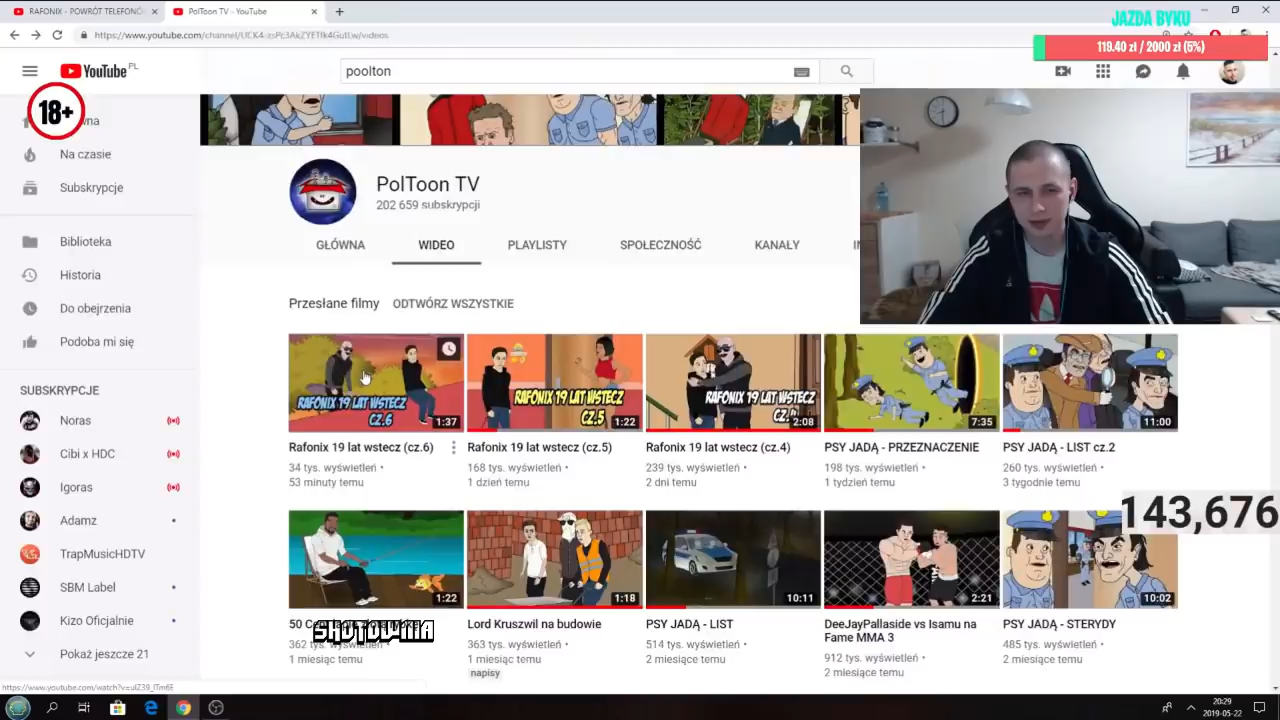 RAFONIX - POWRÓT TELEFONÓW
PolToon TV - YouTube
JAZDA BYKU
119.40 zł / 2000 zł (5%)
YouTube PL
poolton
18+
Na czasie
Subskrypcje
Biblioteka
Historia
Do obejrzenia
Podoba mi się
SUBSKRYPCJE
Noras
Cibi x HDC
Igoras
Adamz
TrapMusicHDTV
SBM Label
Kizo Oficjalnie
Pokaż jeszcze 21
PolToon TV
202 659 subskrypcji
GŁÓWNA
WIDEO
PLAYLISTY
SPOŁECZNOŚĆ
KANAŁY
Przesłane filmy
ODTWÓRZ WSZYSTKIE
RAFONIX 19 LAT WSTECZ
CZ.6
1:37
Rafonix 19 lat wstecz (cz.6)
34 tys. wyświetleń •
53 minuty temu
RAFONIX 19 LAT WSTECZ
CZ.5
1:22
Rafonix 19 lat wstecz (cz.5)
168 tys. wyświetleń •
1 dzień temu
RAFONIX 19 LAT WSTECZ
2:08
Rafonix 19 lat wstecz (cz.4)
239 tys. wyświetleń •
2 dni temu
7:35
PSY JADĄ - PRZEZNACZENIE
198 tys. wyświetleń •
1 tydzień temu
11:00
PSY JADĄ - LIST cz.2
260 tys. wyświetleń •
3 tygodnie temu
143,676
1:22
50
SHUTOWNIA
362 tys. wyświetleń •
1 miesiąc temu
1:18
Lord Kruszwil na budowie
363 tys. wyświetleń •
1 miesiąc temu
napisy
10:11
PSY JADĄ - LIST
514 tys. wyświetleń •
2 miesiące temu
2:21
DeeJayPallaside vs Isamu na
Fame MMA 3
912 tys. wyświetleń •
2 miesiące temu
10:02
PSY JADĄ - STERYDY
485 tys. wyświetleń •
2 miesiące temu
20:29
2019-05-22